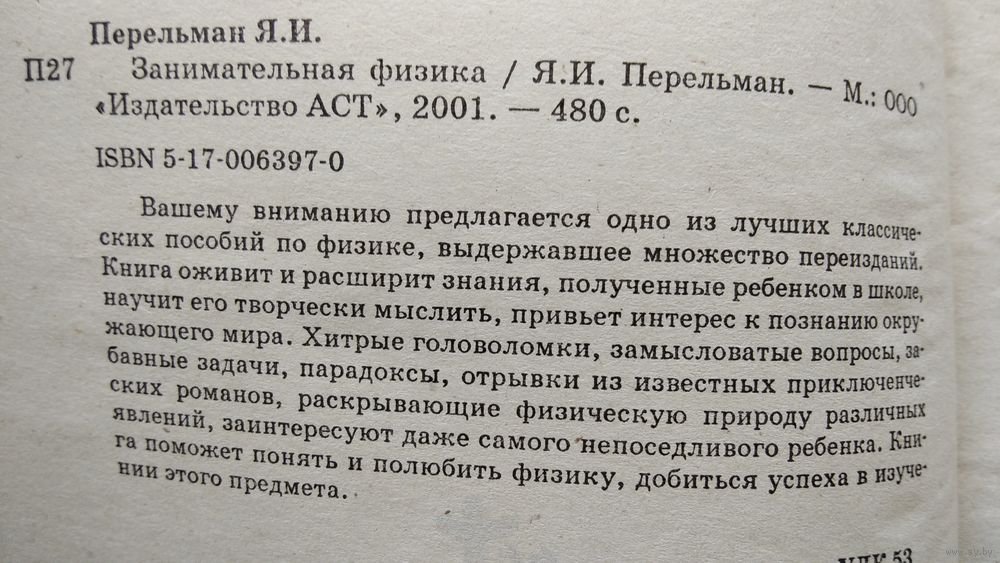 Перельман Я.И.
П27 Занимательная физика / Я.И. Перельман. — М.: ООО
«Издательство АСТ», 2001. — 480 с.
ISBN 5-17-006397-0
Вашему вниманию предлагается одно из лучших классиче-
ских пособий по физике, выдержавшее множество переизданий.
Книга оживит и расширит знания, полученные ребенком в школе,
научит его творчески мыслить, привьет интерес к познанию окру-
жающего мира. Хитрые головоломки, замысловатые вопросы, за-
бавные задачи, парадоксы, отрывки из известных приключенче-
ских романов, раскрывающие физическую природу различных
явлений, заинтересуют даже самого непоседливого ребенка. Кни-
га поможет понять и полюбить физику, добиться успеха в изуче-
нии этого предмета.
УДК 53